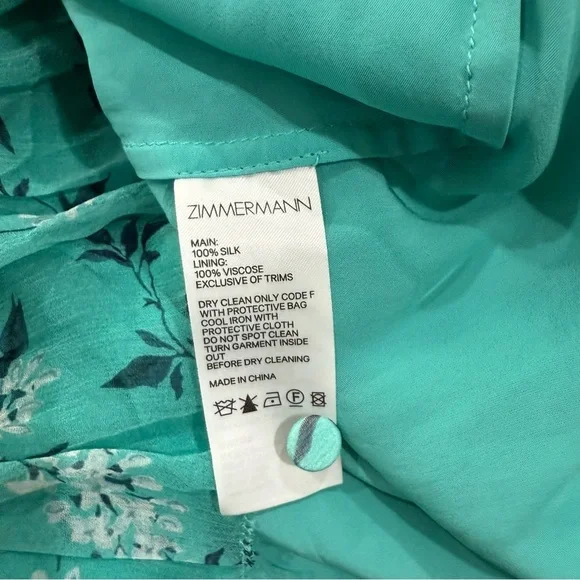 ZIMMERMANN
MAIN:
100% SILK
LINING:
100% VISCOSE
EXCLUSIVE OF TRIMS
DRY CLEAN ONLY CODE F
WITH PROTECTIVE BAG
COOL IRON WITH
PROTECTIVE CLOTH
DO NOT SPOT CLEAN
TURN GARMENT INSIDE
OUT
BEFORE DRY CLEANING
MADE IN CHINA
F